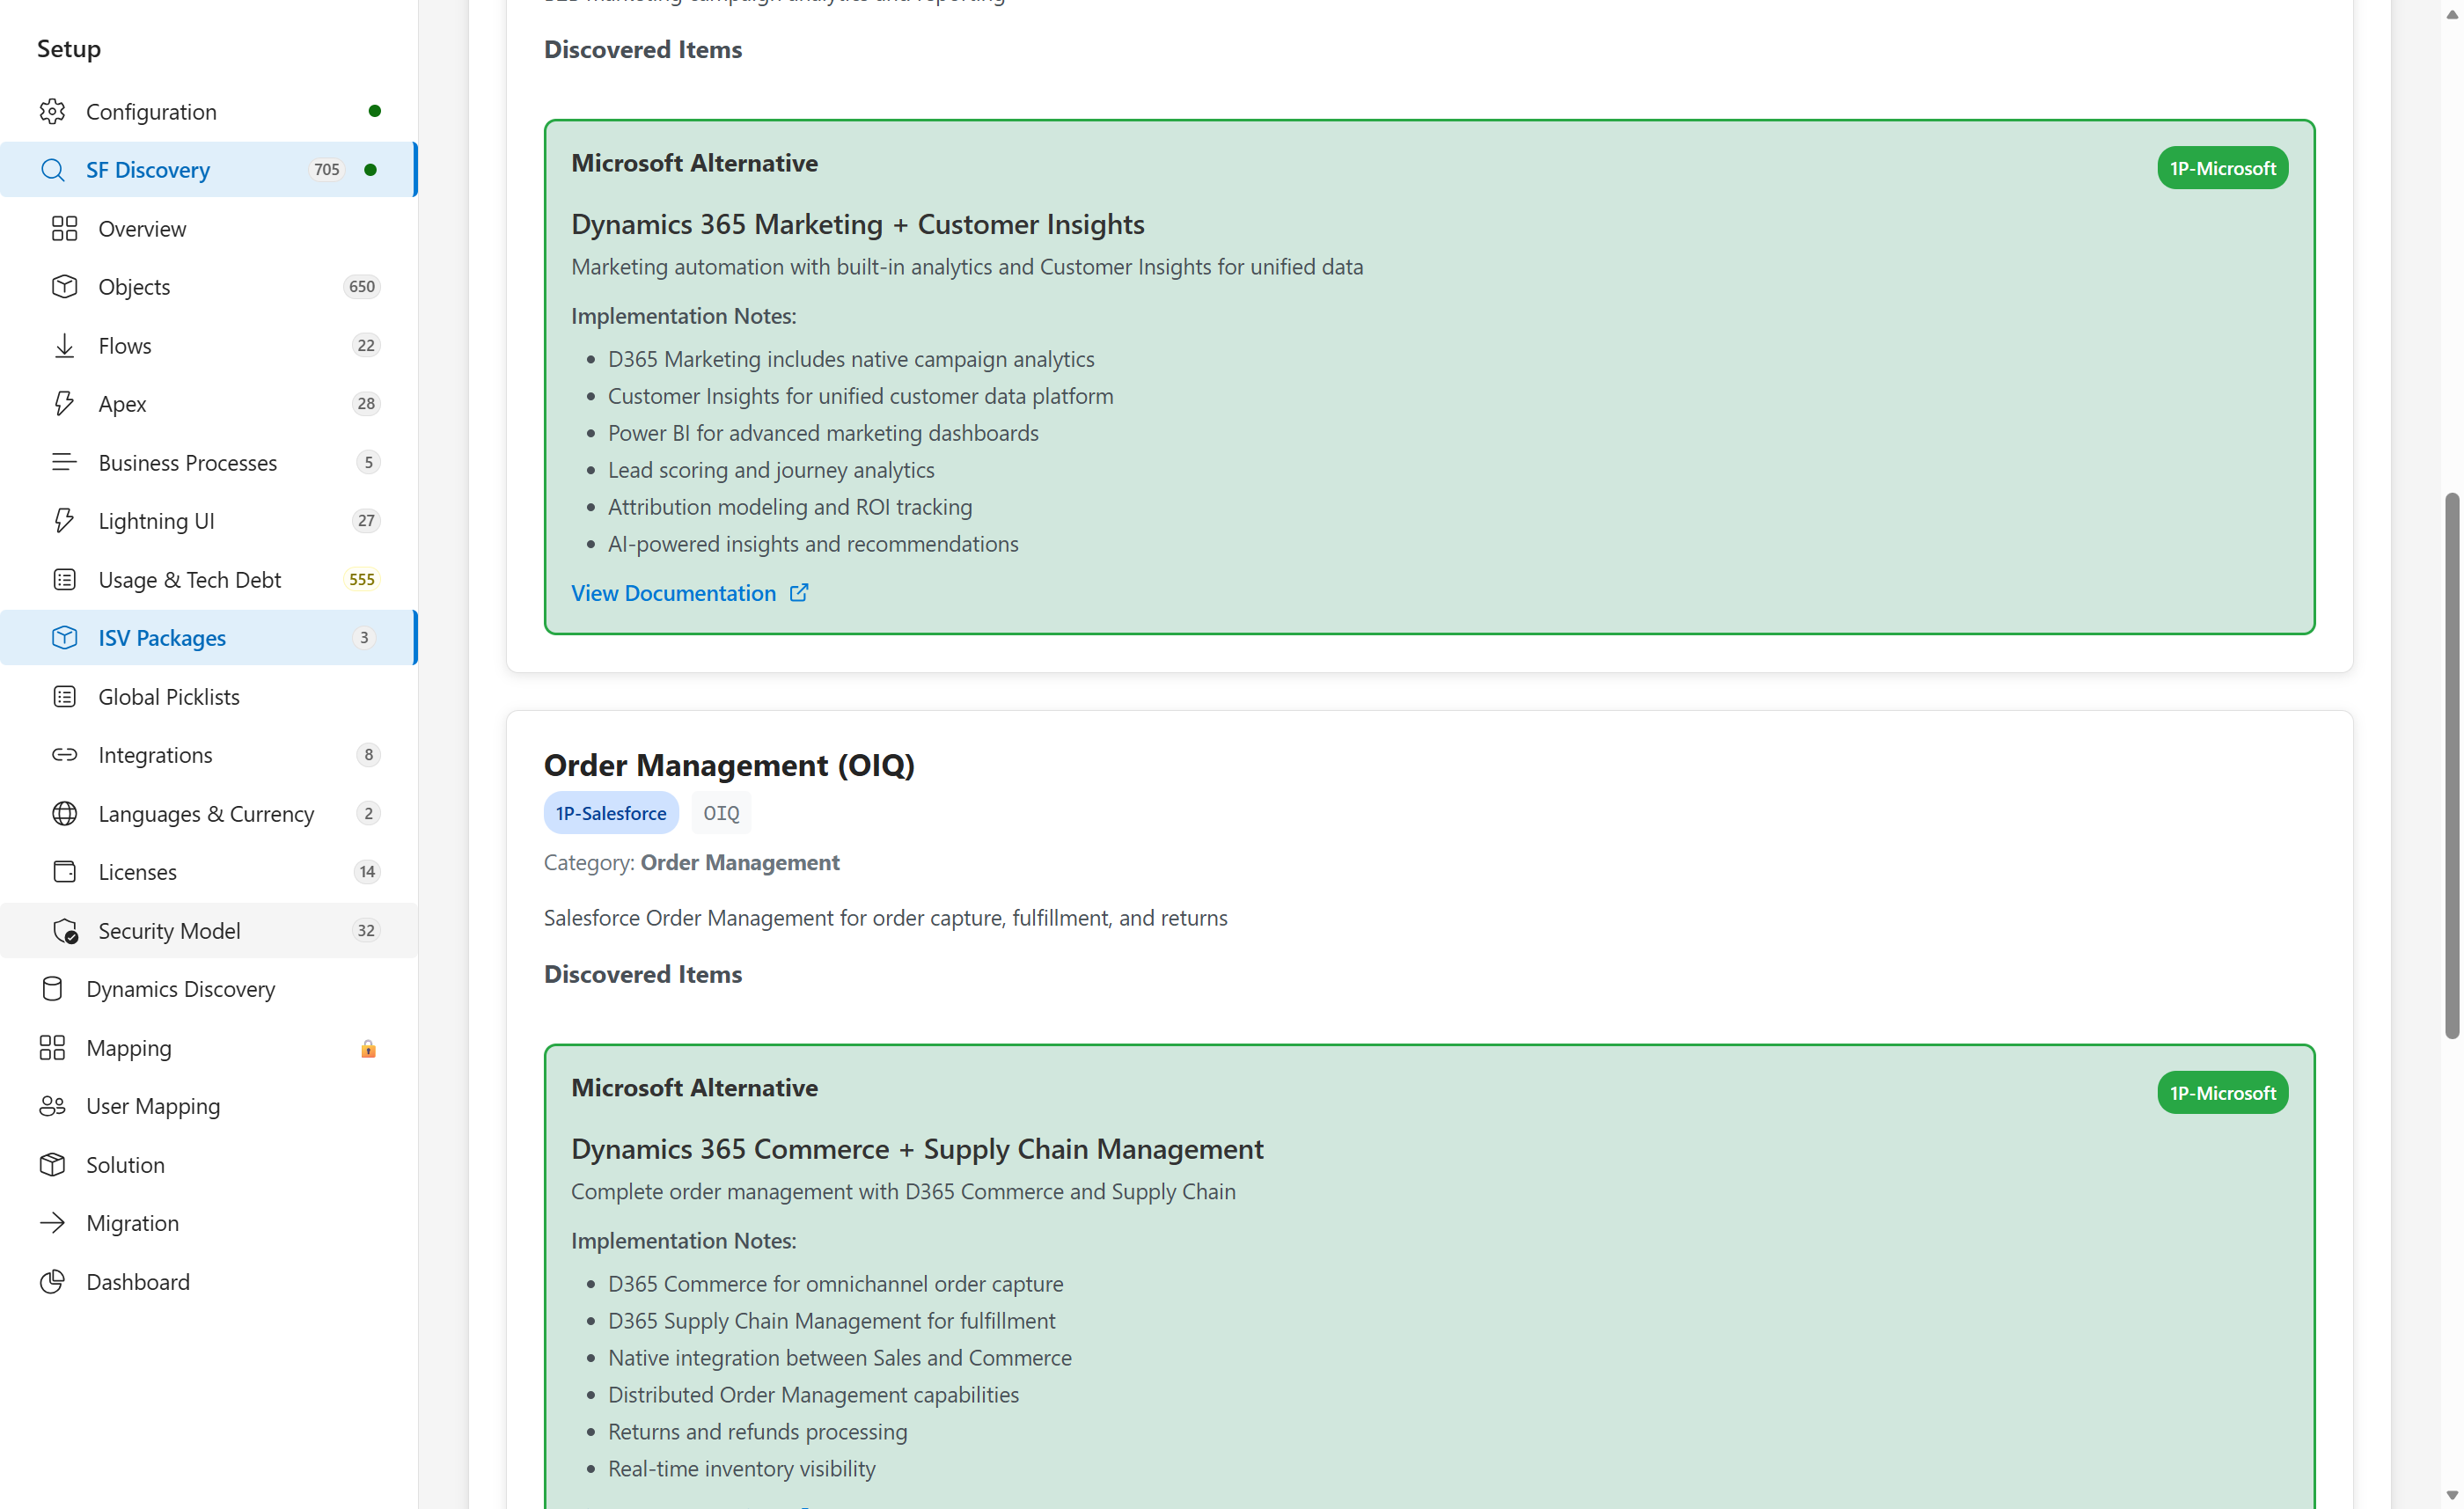 Setup
Configuration
SF Discovery 705
Overview
Objects 650
Flows 22
Apex 28
Business Processes 5
Lightning UI 27
Usage & Tech Debt 555
ISV Packages 3
Global Picklists
Integrations 8
Languages & Currency 2
Licenses 14
Security Model 32
Dynamics Discovery
Mapping
User Mapping
Solution
Migration
Dashboard
Discovered Items
Microsoft Alternative
1P-Microsoft
Dynamics 365 Marketing + Customer Insights
Marketing automation with built-in analytics and Customer Insights for unified data
Implementation Notes:
• D365 Marketing includes native campaign analytics
• Customer Insights for unified customer data platform
• Power BI for advanced marketing dashboards
• Lead scoring and journey analytics
• Attribution modeling and ROI tracking
• AI-powered insights and recommendations
View Documentation
Order Management (OIQ)
1P-Salesforce OIQ
Category: Order Management
Salesforce Order Management for order capture, fulfillment, and returns
Discovered Items
Microsoft Alternative
1P-Microsoft
Dynamics 365 Commerce + Supply Chain Management
Complete order management with D365 Commerce and Supply Chain
Implementation Notes:
• D365 Commerce for omnichannel order capture
• D365 Supply Chain Management for fulfillment
• Native integration between Sales and Commerce
• Distributed Order Management capabilities
• Returns and refunds processing
• Real-time inventory visibility